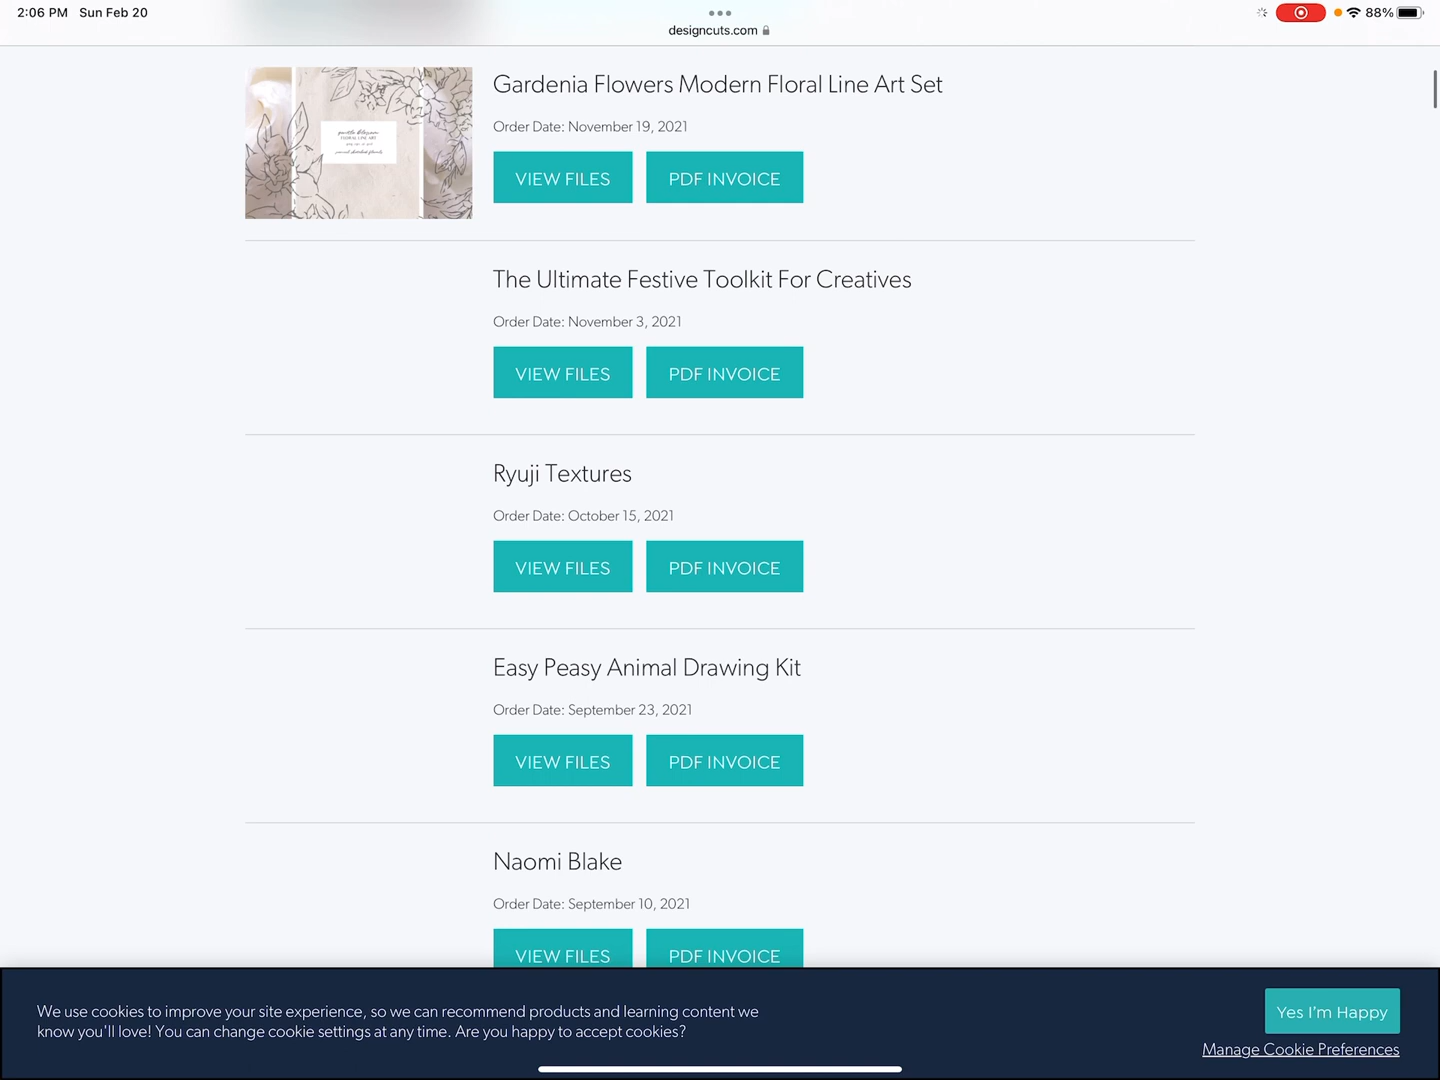 2:06 PM Sun Feb 20
designcuts.com
88%
Gardenia Flowers Modern Floral Line Art Set
Order Date: November 19, 2021
VIEW FILES
PDF INVOICE
FLORAL LINE ART
The Ultimate Festive Toolkit For Creatives
Order Date: November 3, 2021
VIEW FILES
PDF INVOICE
Ryuji Textures
Order Date: October 15, 2021
VIEW FILES
PDF INVOICE
Easy Peasy Animal Drawing Kit
Order Date: September 23, 2021
VIEW FILES
PDF INVOICE
Naomi Blake
Order Date: September 10, 2021
VIEW FILES
PDF INVOICE
We use cookies to improve your site experience, so we can recommend products and learning content we
know you'll love! You can change cookie settings at any time. Are you happy to accept cookies?
Yes I'm Happy
Manage Cookie Preferences